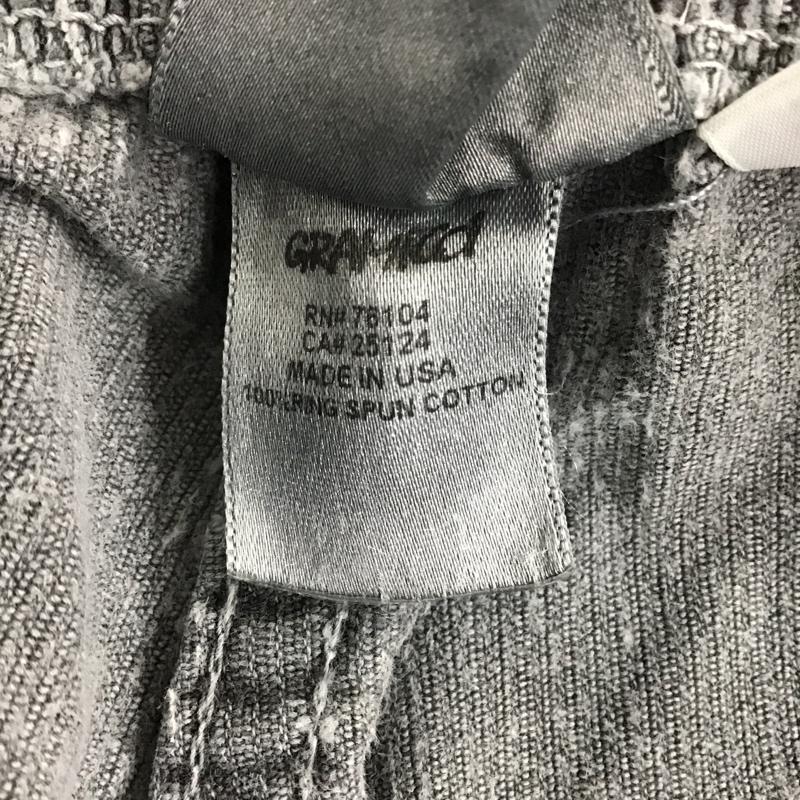 GRAMICCI
RN# 76104
CA# 25124
MADE IN USA
100% RING SPUN COTTON